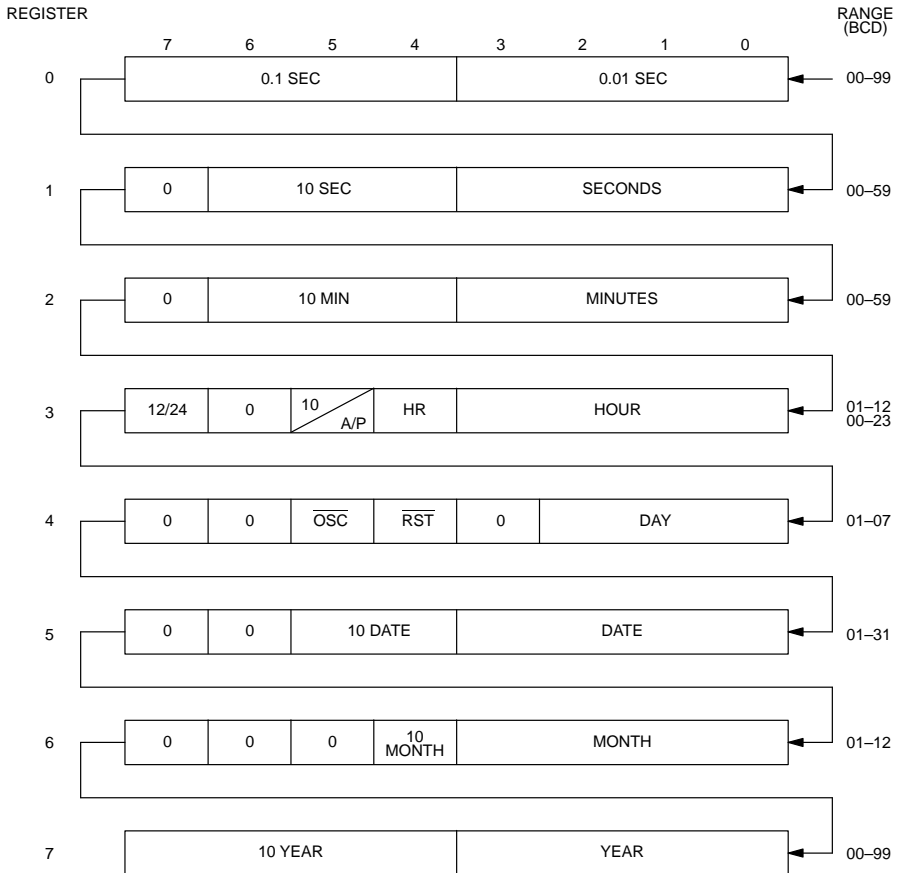 REGISTER
RANGE
(BCD)
7 6 5 4 3 2 1 0
0 0.1 SEC 0.01 SEC 00–99
1 0 10 SEC SECONDS 00–59
2 0 10 MIN MINUTES 00–59
3 12/24 0 10 A/P HR HOUR 01–12
00–23
4 0 0 O̅S̅C̅ R̅S̅T̅ 0 DAY 01–07
5 0 0 10 DATE DATE 01–31
6 0 0 0 10
MONTH MONTH 01–12
7 10 YEAR YEAR 00–99